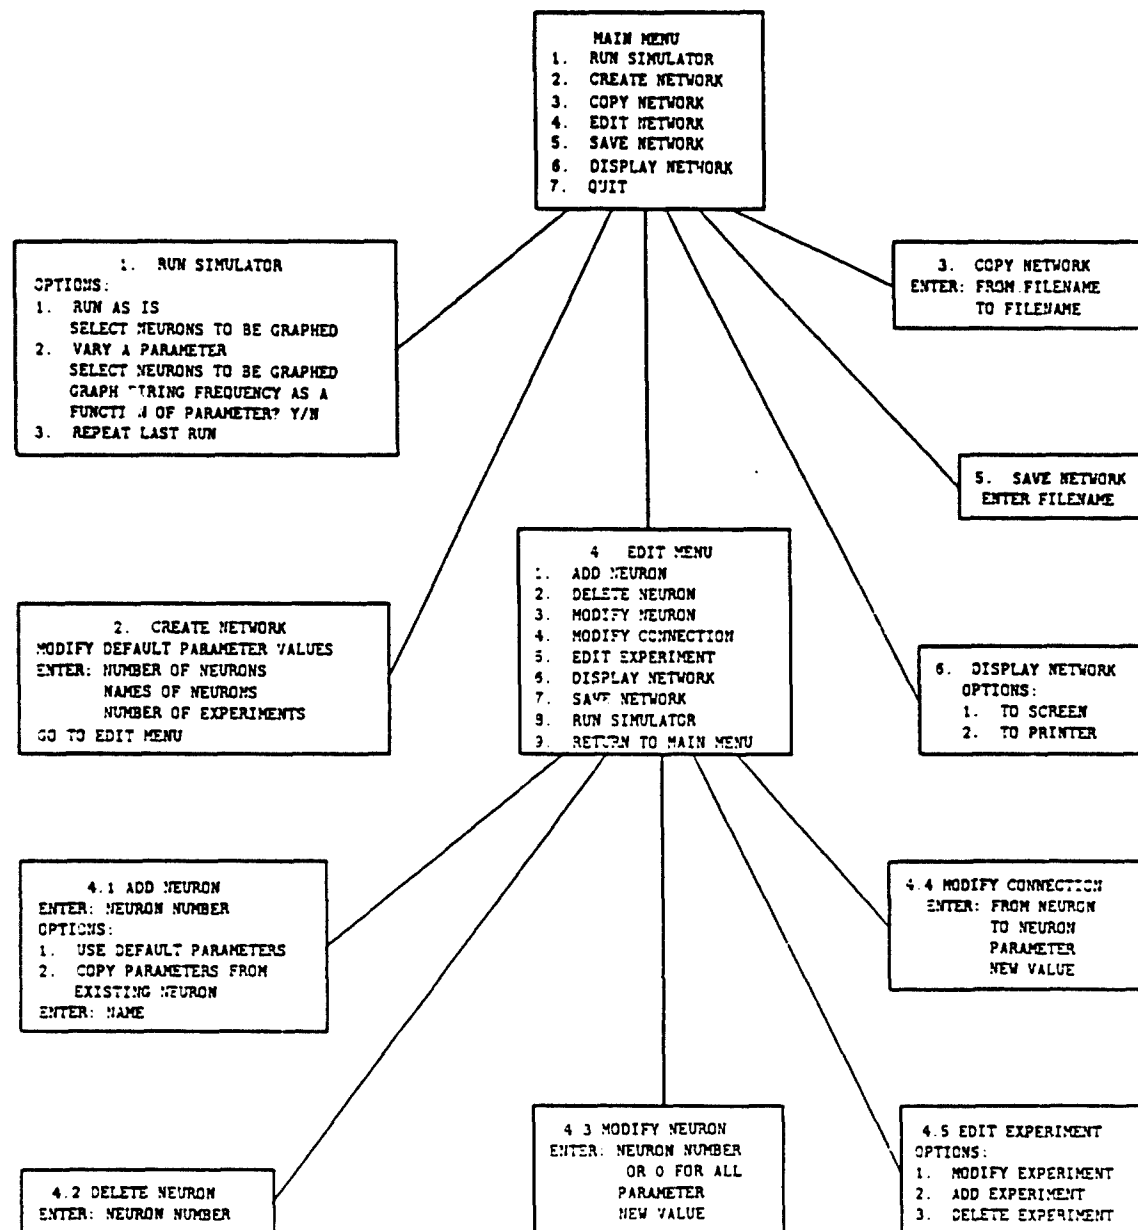 MAIN MENU
1. RUN SIMULATOR
2. CREATE NETWORK
3. COPY NETWORK
4. EDIT NETWORK
5. SAVE NETWORK
6. DISPLAY NETWORK
7. QUIT
1. RUN SIMULATOR
OPTIONS:
1. RUN AS IS
SELECT NEURONS TO BE GRAPHED
2. VARY A PARAMETER
SELECT NEURONS TO BE GRAPHED
GRAPH FIRING FREQUENCY AS A
FUNCTION OF PARAMETER? Y/N
3. REPEAT LAST RUN
3. COPY NETWORK
ENTER: FROM FILENAME
TO FILENAME
5. SAVE NETWORK
ENTER FILENAME
4 EDIT MENU
1. ADD NEURON
2. DELETE NEURON
3. MODIFY NEURON
4. MODIFY CONNECTION
5. EDIT EXPERIMENT
6. DISPLAY NETWORK
7. SAVE NETWORK
8. RUN SIMULATOR
9. RETURN TO MAIN MENU
2. CREATE NETWORK
MODIFY DEFAULT PARAMETER VALUES
ENTER: NUMBER OF NEURONS
NAMES OF NEURONS
NUMBER OF EXPERIMENTS
GO TO EDIT MENU
6. DISPLAY NETWORK
OPTIONS:
1. TO SCREEN
2. TO PRINTER
4.1 ADD NEURON
ENTER: NEURON NUMBER
OPTIONS:
1. USE DEFAULT PARAMETERS
2. COPY PARAMETERS FROM
EXISTING NEURON
ENTER: NAME
4.4 MODIFY CONNECTION
ENTER: FROM NEURON
TO NEURON
PARAMETER
NEW VALUE
4.2 DELETE NEURON
ENTER: NEURON NUMBER
4 3 MODIFY NEURON
ENTER: NEURON NUMBER
OR 0 FOR ALL
PARAMETER
NEW VALUE
4.5 EDIT EXPERIMENT
OPTIONS:
1. MODIFY EXPERIMENT
2. ADD EXPERIMENT
3. DELETE EXPERIMENT